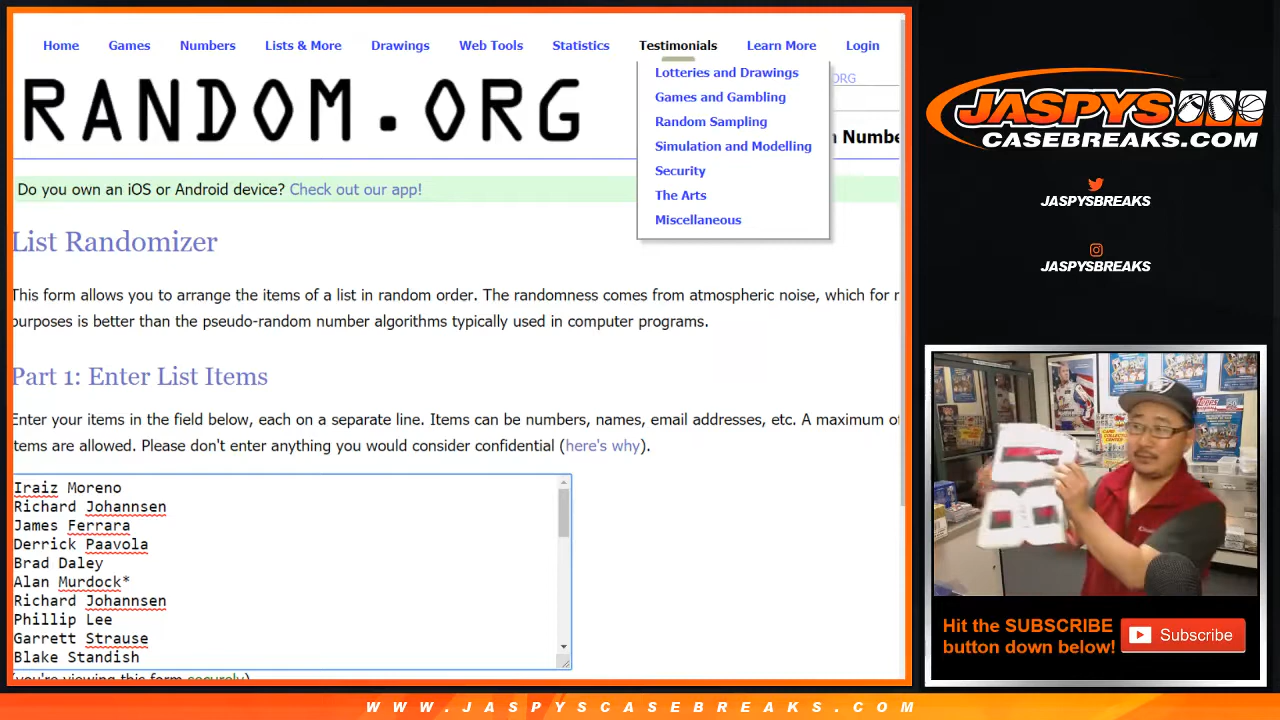 Home Games Numbers Lists & More Drawings Web Tools Statistics Testimonials Learn More Login
Lotteries and Drawings
ORG
Games and Gambling
Random Sampling
Numbe
Simulation and Modelling
Security
The Arts
Miscellaneous
RANDOM.ORG
Do you own an iOS or Android device? Check out our app!
List Randomizer
This form allows you to arrange the items of a list in random order. The randomness comes from atmospheric noise, which for
purposes is better than the pseudo-random number algorithms typically used in computer programs.
Part 1: Enter List Items
Enter your items in the field below, each on a separate line. Items can be numbers, names, email addresses, etc. A maximum
items are allowed. Please don't enter anything you would consider confidential (here's why).
Iraiz Moreno
Richard Johannsen
James Ferrara
Derrick Paavola
Brad Daley
Alan Murdock*
Richard Johannsen
Phillip Lee
Garrett Strause
Blake Standish
(you're viewing this form securely)
JASPYS
CASEBREAKS.COM
JASPYSBREAKS
JASPYSBREAKS
Hit the SUBSCRIBE
button down below!
Subscribe
WWW.JASPYSCASEBREAKS.COM